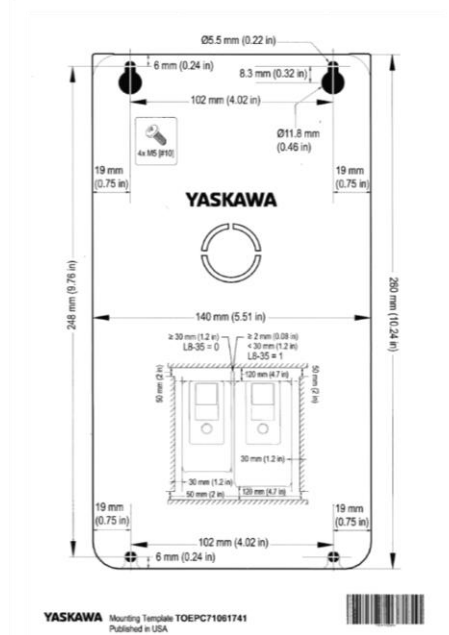 Ø5.5 mm (0.22 in)
6 mm (0.24 in)
8.3 mm (0.32 in)
102 mm (4.02 in)
Ø11.8 mm
(0.46 in)
4x M5 (#10)
19 mm
(0.75 in)
19 mm
(0.75 in)
YASKAWA
248 mm (9.76 in)
260 mm (10.24 in)
140 mm (5.51 in)
≥ 30 mm (1.2 in)
L8-35 = 0
≥ 2 mm (0.08 in)
< 30 mm (1.2 in)
L8-35 = 1
50 mm (2 in)
120 mm (4.7 in)
50 mm (2 in)
30 mm (1.2 in)
30 mm (1.2 in)
50 mm (2 in)
120 mm (4.7 in)
19 mm
(0.75 in)
19 mm
(0.75 in)
102 mm (4.02 in)
6 mm (0.24 in)
YASKAWA Mounting Template TOEPC71061741
Published in USA